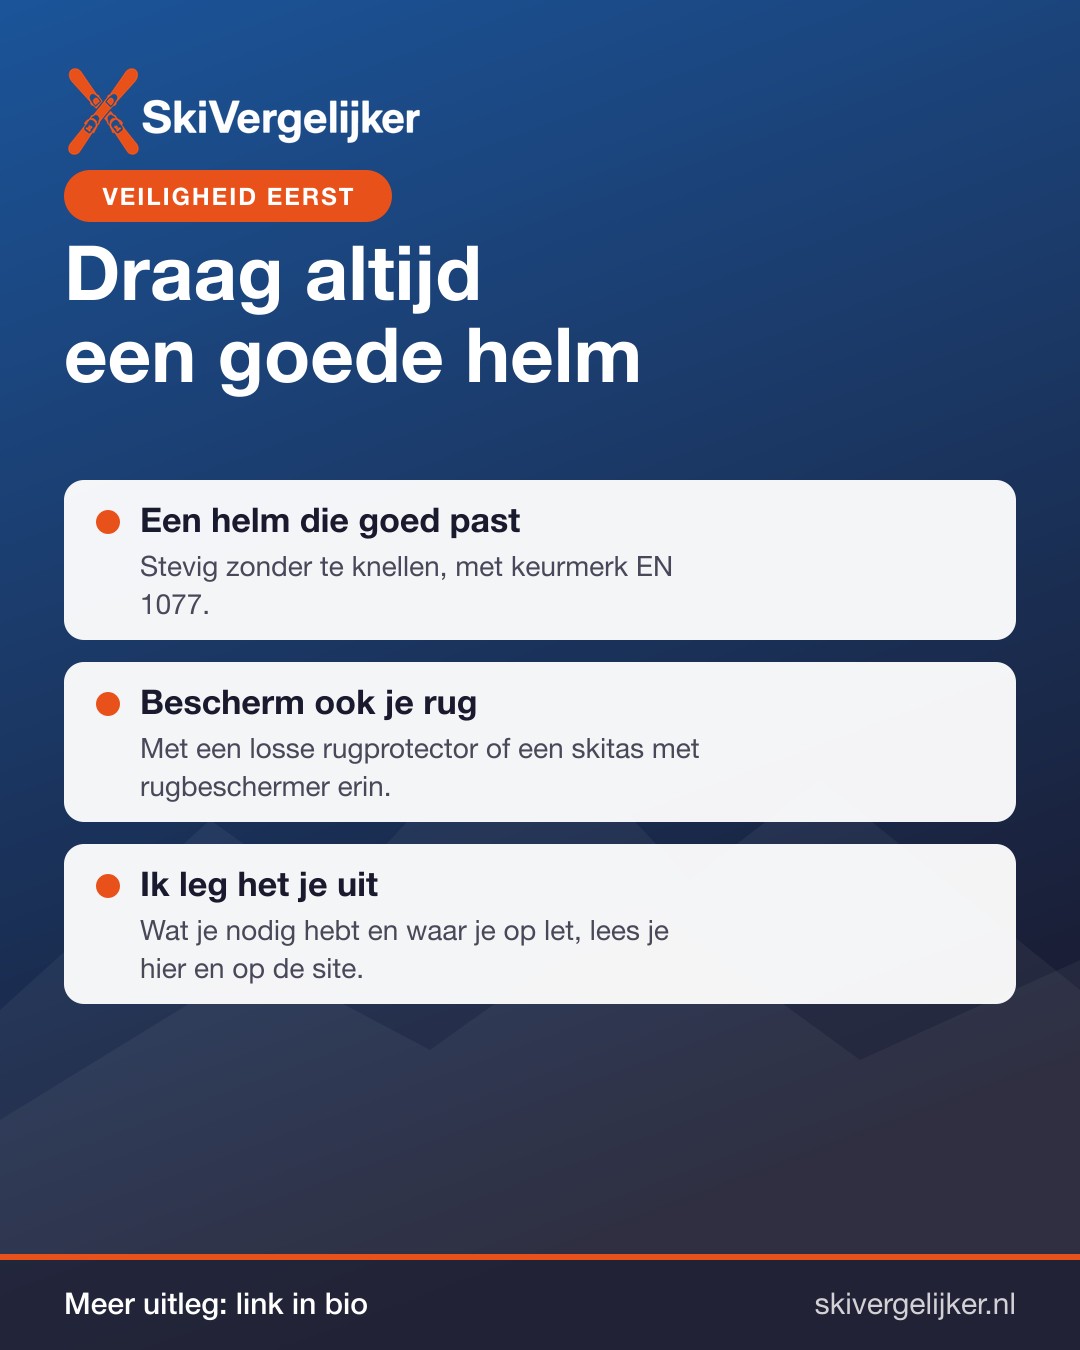 SkiVergelijker
VEILIGHEID EERST
Draag altijd
een goede helm
Een helm die goed past
Stevig zonder te knellen, met keurmerk EN
1077.
Bescherm ook je rug
Met een losse rugprotector of een skitas met
rugbeschermer erin.
Ik leg het je uit
Wat je nodig hebt en waar je op let, lees je
hier en op de site.
Meer uitleg: link in bio
skivergelijker.nl